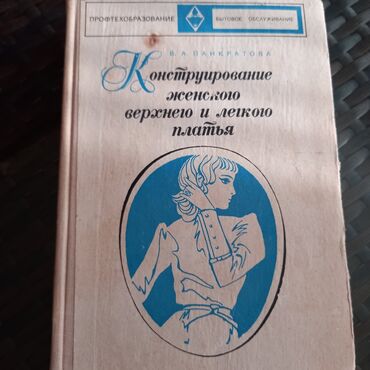 ПРОФТЕХОБРАЗОВАНИЕ БЫТОВОЕ ОБСЛУЖИВАНИЕ
В. А ПАНКРАТОВА
Конструирование
женского
верхнего и легкого
платья